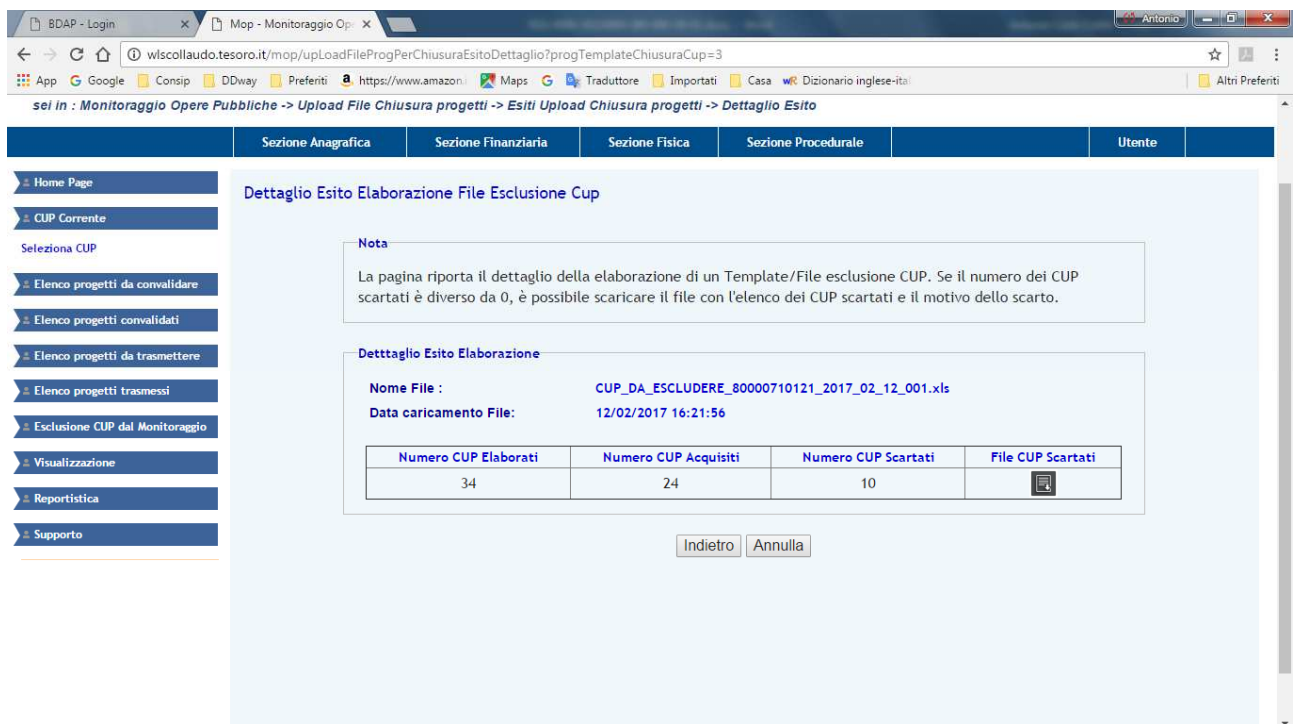 BDAP - Login
Mop - Monitoraggio Op
Antonio
wlscollaudo.tesoro.it/mop/upLoadFileProgPerChiusuraEsitoDettaglio?progTemplateChiusuraCup=3
App Google Consip DDway Preferiti https://www.amazon. Maps Traduttore Importati Casa Dizionario inglese-ita Altri Preferiti
sei in : Monitoraggio Opere Pubbliche -> Upload File Chiusura progetti -> Esiti Upload Chiusura progetti -> Dettaglio Esito
Sezione Anagrafica Sezione Finanziaria Sezione Fisica Sezione Procedurale Utente
Home Page
CUP Corrente
Seleziona CUP
Elenco progetti da convalidare
Elenco progetti convalidati
Elenco progetti da trasmettere
Elenco progetti trasmessi
Esclusione CUP dal Monitoraggio
Visualizzazione
Reportistica
Supporto
Dettaglio Esito Elaborazione File Esclusione Cup
Nota
La pagina riporta il dettaglio della elaborazione di un Template/File esclusione CUP. Se il numero dei CUP
scartati è diverso da 0, è possibile scaricare il file con l'elenco dei CUP scartati e il motivo dello scarto.
Detttaglio Esito Elaborazione
Nome File : CUP_DA_ESCLUDERE_80000710121_2017_02_12_001.xls
Data caricamento File: 12/02/2017 16:21:56
Numero CUP Elaborati Numero CUP Acquisiti Numero CUP Scartati File CUP Scartati
34 24 10
Indietro Annulla